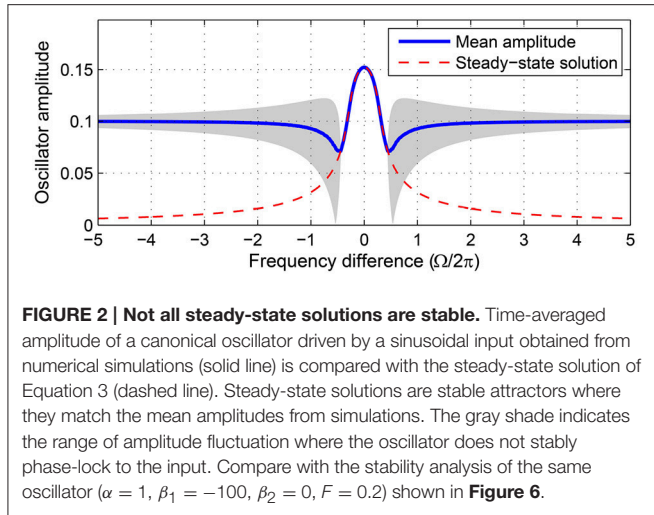 Mean amplitude
Steady−state solution
Oscillator amplitude
0.15
0.1
0.05
0
−5 −4 −3 −2 −1 0 1 2 3 4 5
Frequency difference (Ω/2π)
FIGURE 2 | Not all steady-state solutions are stable. Time-averaged
amplitude of a canonical oscillator driven by a sinusoidal input obtained from
numerical simulations (solid line) is compared with the steady-state solution of
Equation 3 (dashed line). Steady-state solutions are stable attractors where
they match the mean amplitudes from simulations. The gray shade indicates
the range of amplitude fluctuation where the oscillator does not stably
phase-lock to the input. Compare with the stability analysis of the same
oscillator (α = 1, β₁ = −100, β₂ = 0, F = 0.2) shown in Figure 6.